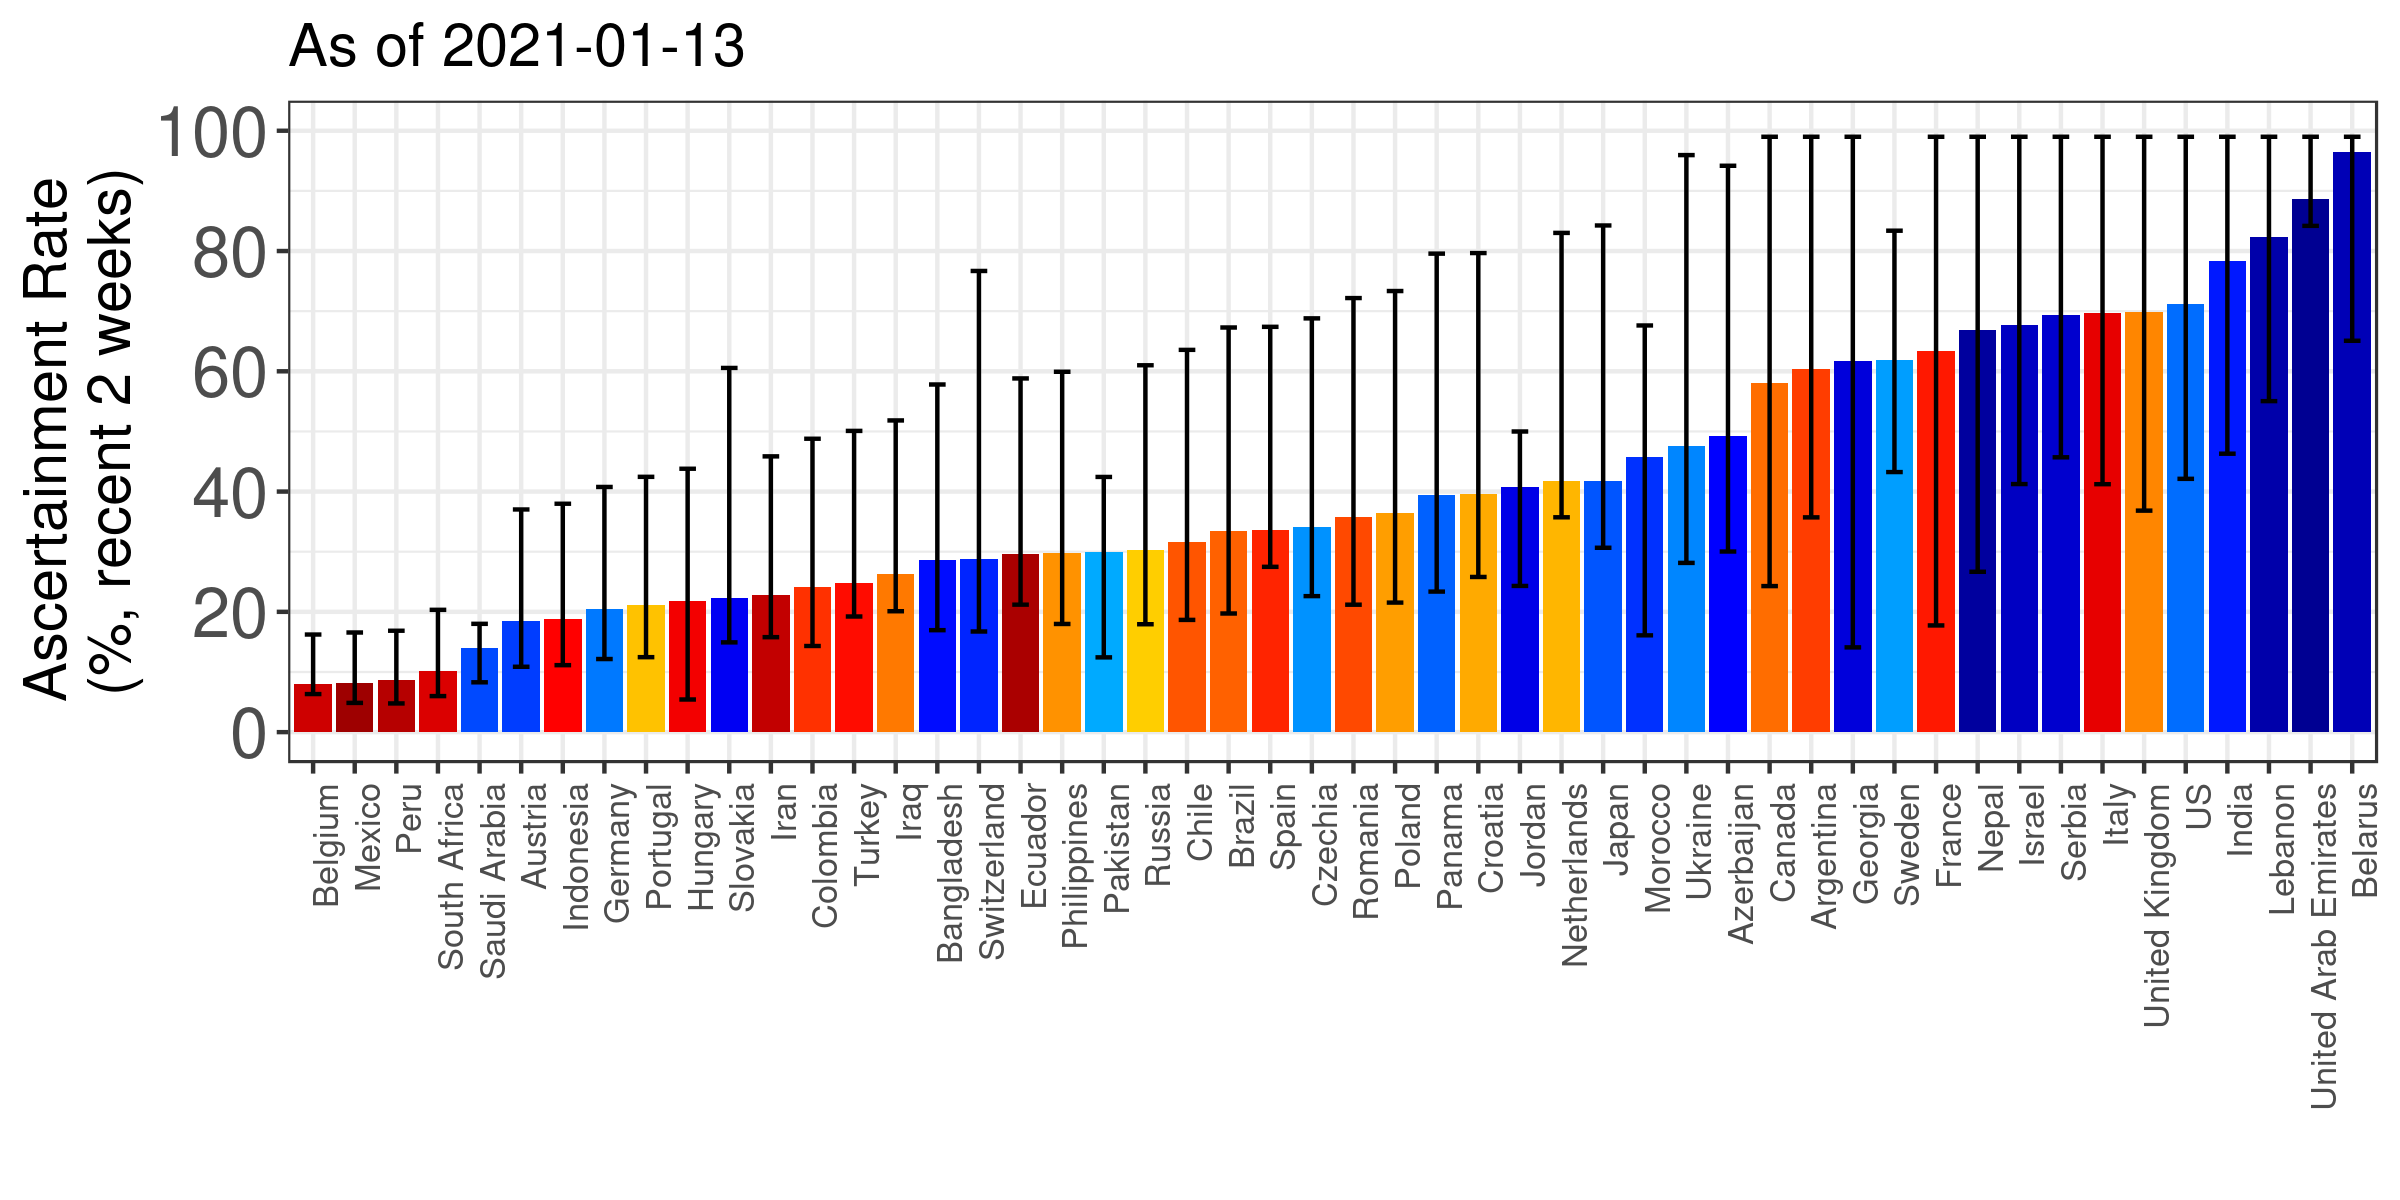 As of 2021-01-13
Ascertainment Rate
(%, recent 2 weeks)
100
80
60
40
20
0
Belgium
Mexico
Peru
South Africa
Saudi Arabia
Austria
Indonesia
Germany
Portugal
Hungary
Slovakia
Iran
Colombia
Turkey
Iraq
Bangladesh
Switzerland
Ecuador
Philippines
Pakistan
Russia
Chile
Brazil
Spain
Czechia
Romania
Poland
Panama
Croatia
Jordan
Netherlands
Japan
Morocco
Ukraine
Azerbaijan
Canada
Argentina
Georgia
Sweden
France
Nepal
Israel
Serbia
Italy
United Kingdom
US
India
Lebanon
United Arab Emirates
Belarus